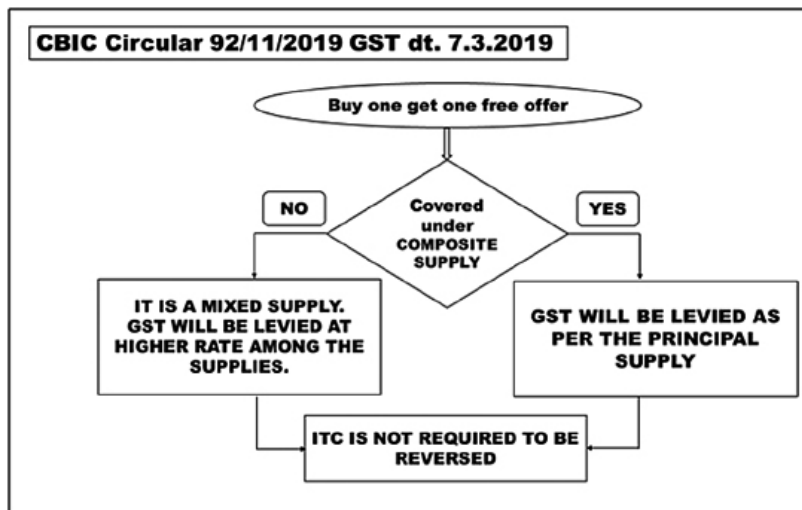 CBIC Circular 92/11/2019 GST dt. 7.3.2019
Buy one get one free offer
NO
Covered
under
COMPOSITE
SUPPLY
YES
IT IS A MIXED SUPPLY.
GST WILL BE LEVIED AT
HIGHER RATE AMONG THE
SUPPLIES.
GST WILL BE LEVIED AS
PER THE PRINCIPAL
SUPPLY
ITC IS NOT REQUIRED TO BE
REVERSED